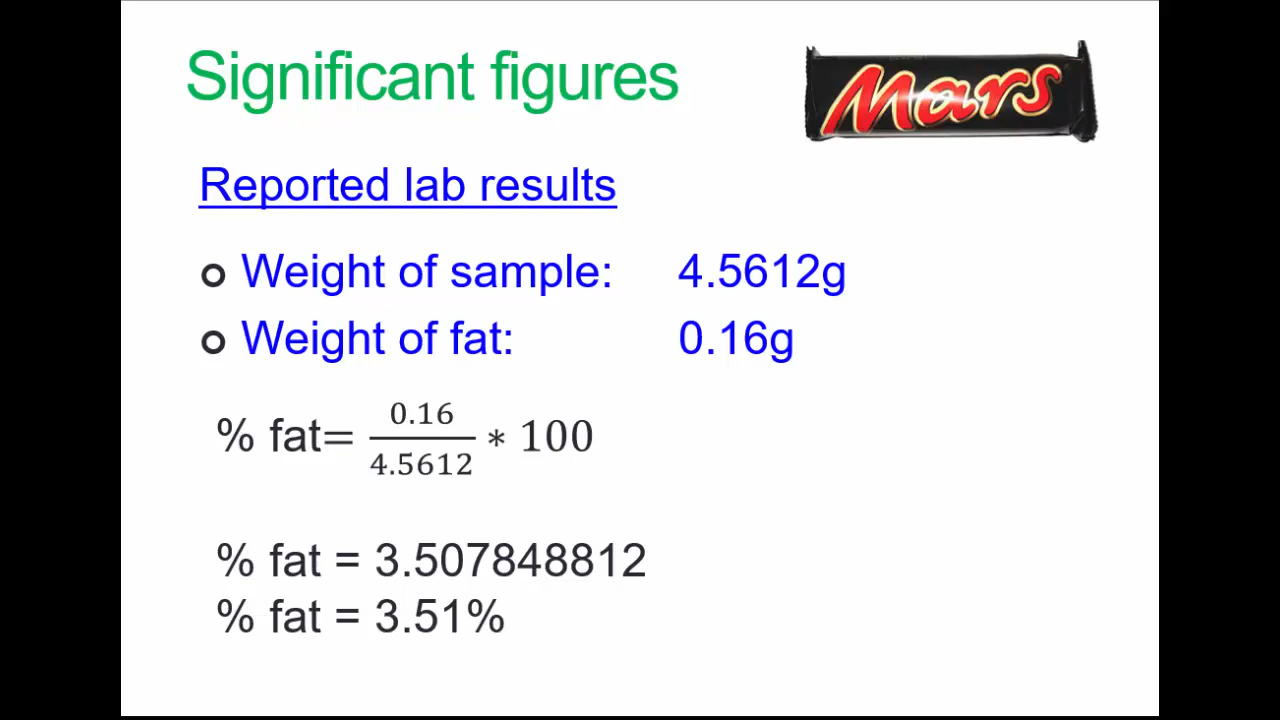 Significant figures
Mars
Reported lab results
Weight of sample: 4.5612g
Weight of fat: 0.16g
% fat= 0.16/4.5612 * 100
% fat = 3.507848812
% fat = 3.51%